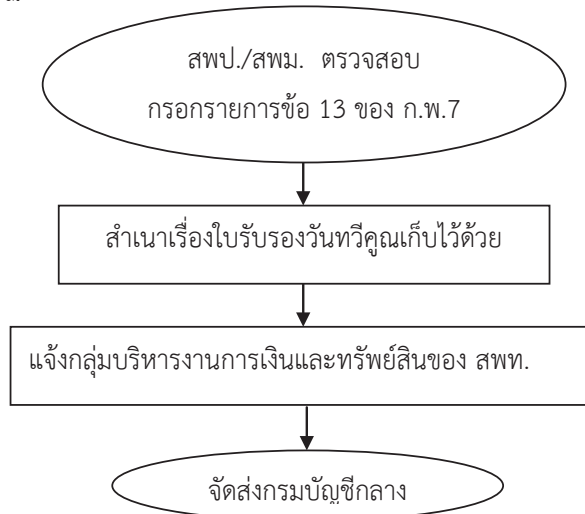 สพป./สพม. ตรวจสอบ
กรอกรายการข้อ 13 ของ ก.พ.7
สำเนาเรื่องใบรับรองวันทวีคูณเก็บไว้ด้วย
แจ้งกลุ่มบริหารงานการเงินและทรัพย์สินของ สพท.
จัดส่งกรมบัญชีกลาง